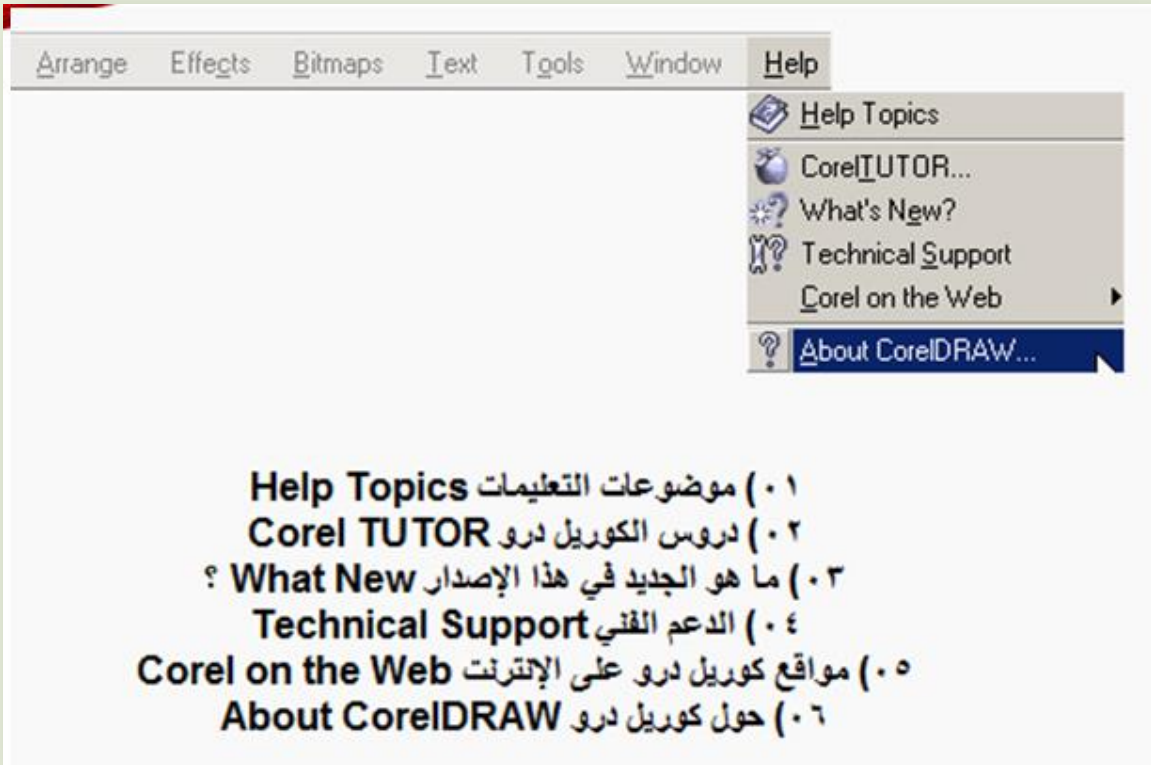 Arrange Effects Bitmaps Text Tools Window Help
Help Topics
CorelTUTOR...
What's New?
Technical Support
Corel on the Web
About CorelDRAW...
٠١) موضوعات التعليمات Help Topics
٠٢) دروس الكوريل درو Corel TUTOR
٠٣) ما هو الجديد في هذا الإصدار What New ؟
٠٤) الدعم الفني Technical Support
٠٥) مواقع كوريل درو على الإنترنت Corel on the Web
٠٦) حول كوريل درو About CorelDRAW